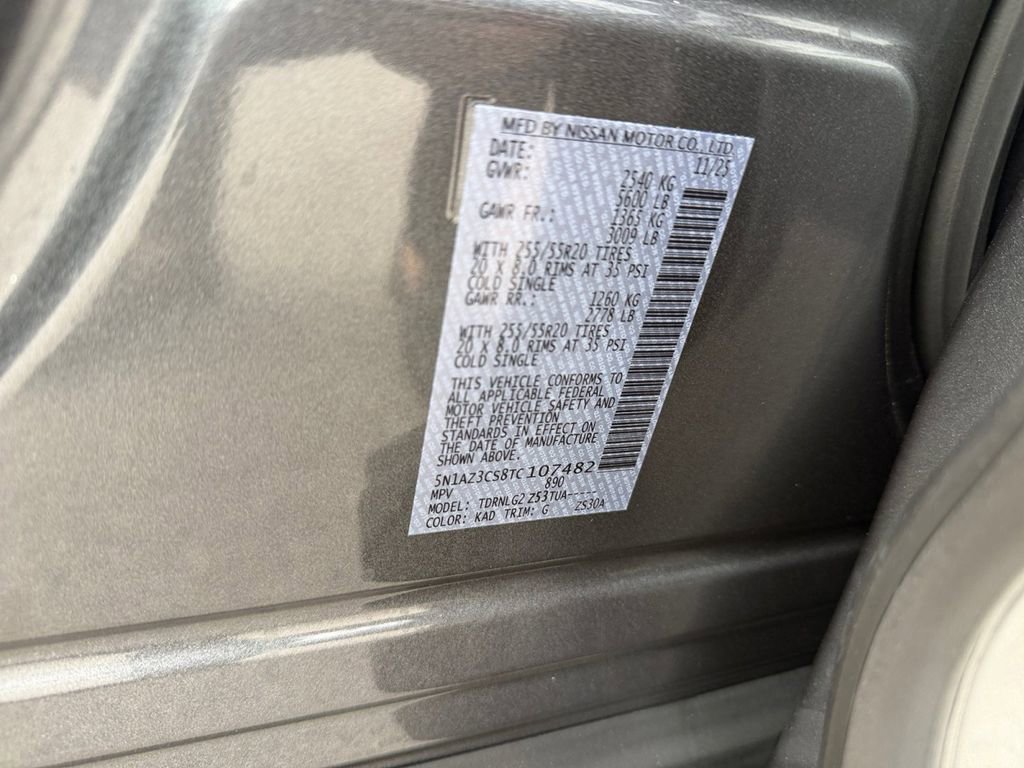 MFD BY NISSAN MOTOR CO., LTD.
DATE: 11/25
GVWR: 2540 KG
5600 LB
GAWR FR.: 1365 KG
3009 LB
WITH 255/55R20 TIRES
20 X 8.0 RIMS AT 35 PSI
COLD SINGLE
GAWR RR.: 1260 KG
2778 LB
WITH 255/55R20 TIRES
20 X 8.0 RIMS AT 35 PSI
COLD SINGLE
THIS VEHICLE CONFORMS TO
ALL APPLICABLE FEDERAL
MOTOR VEHICLE SAFETY AND
THEFT PREVENTION
STANDARDS IN EFFECT ON
THE DATE OF MANUFACTURE
SHOWN ABOVE.
5N1AZ3CS8TC107482
MPV 890
MODEL: TDRNLG2 Z53TUA-----
COLOR: KAD TRIM: G ZS30A